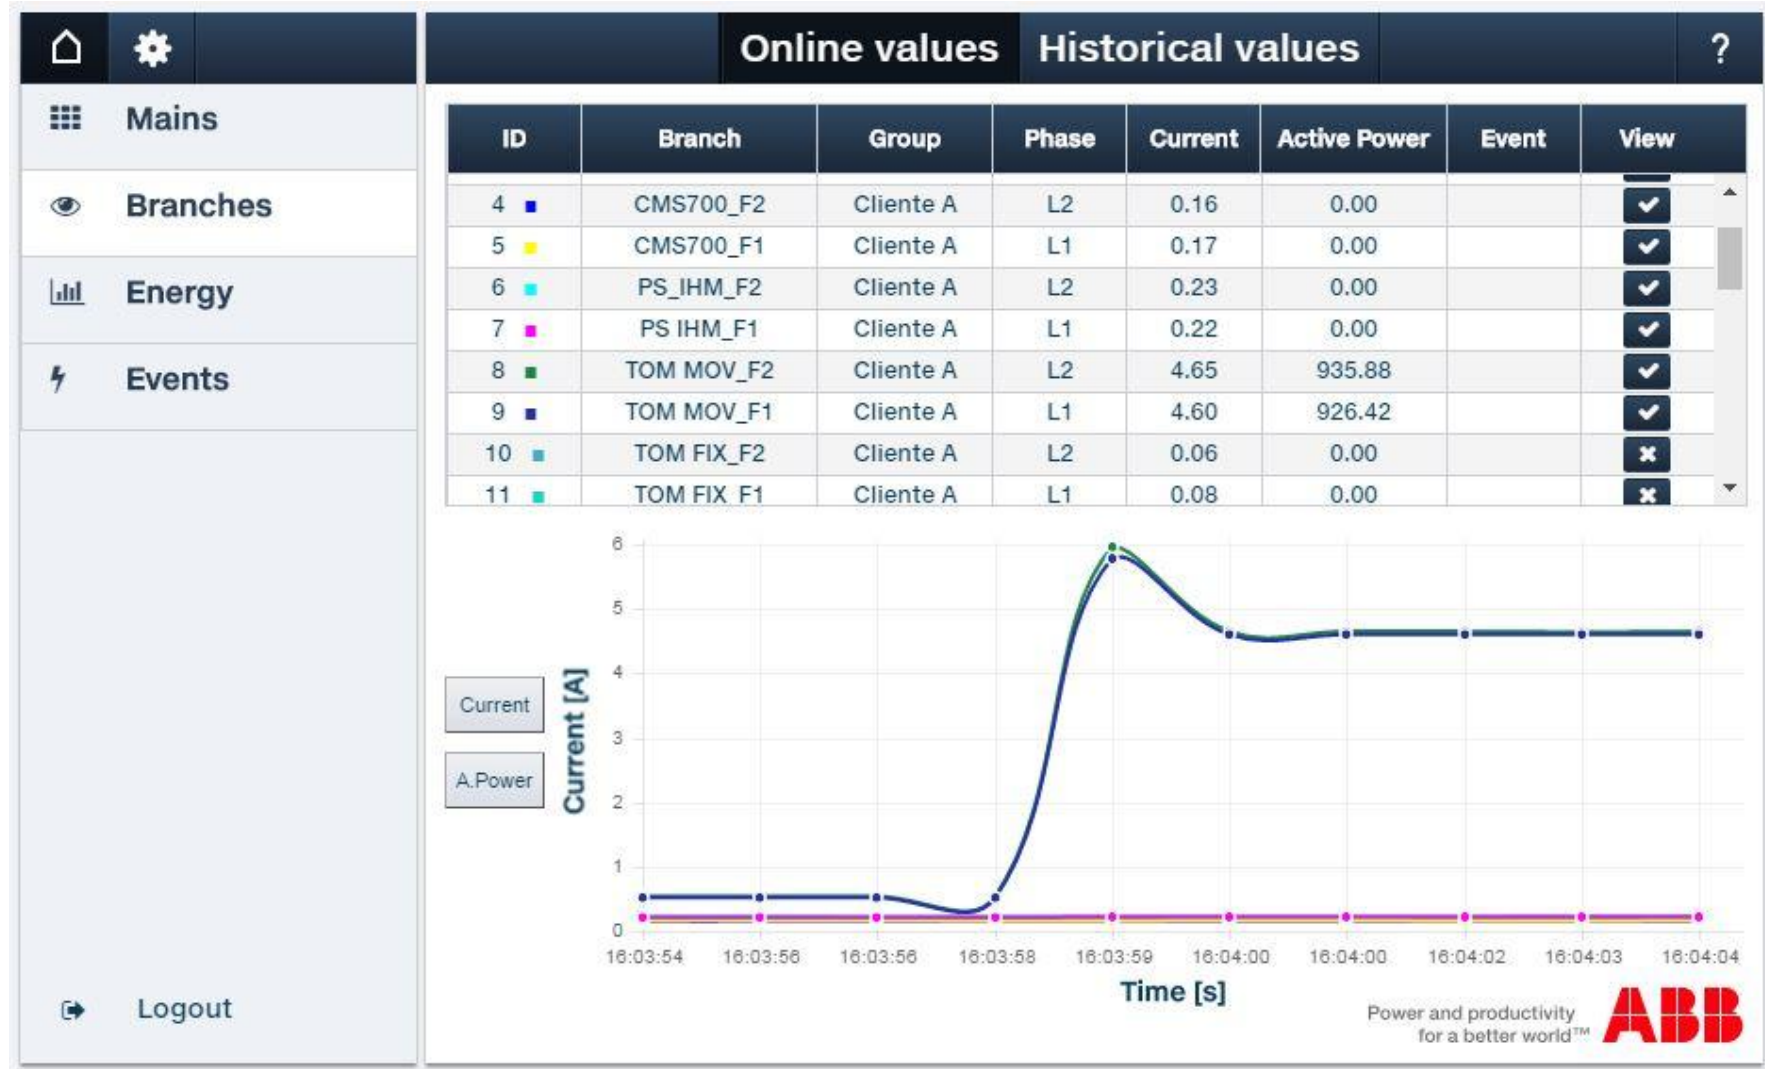 Online values Historical values ?
Mains
Branches
Energy
Events
Logout
ID Branch Group Phase Current Active Power Event View
4 CMS700_F2 Cliente A L2 0.16 0.00
5 CMS700_F1 Cliente A L1 0.17 0.00
6 PS_IHM_F2 Cliente A L2 0.23 0.00
7 PS IHM_F1 Cliente A L1 0.22 0.00
8 TOM MOV_F2 Cliente A L2 4.65 935.88
9 TOM MOV_F1 Cliente A L1 4.60 926.42
10 TOM FIX_F2 Cliente A L2 0.06 0.00
11 TOM FIX_F1 Cliente A L1 0.08 0.00
Current
A.Power
Current [A]
6
5
4
3
2
1
0
16:03:54 16:03:56 16:03:56 16:03:58 16:03:59 16:04:00 16:04:00 16:04:02 16:04:03 16:04:04
Time [s]
Power and productivity
for a better world™
ABB